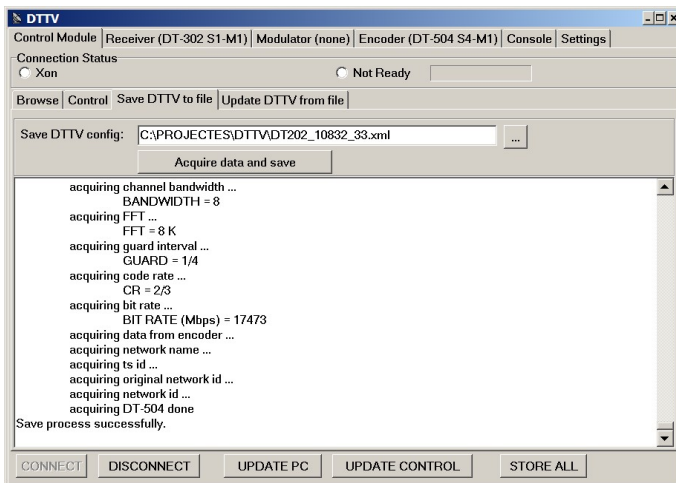 DTTV
Control Module Receiver (DT-302 S1-M1) Modulator (none) Encoder (DT-504 S4-M1) Console Settings
Connection Status
Xon Not Ready
Browse Control Save DTTV to file Update DTTV from file
Save DTTV config: C:\PROJECTES\DTTV\DT202_10832_33.xml ...
Acquire data and save
acquiring channel bandwidth ...
BANDWIDTH = 8
acquiring FFT ...
FFT = 8 K
acquiring guard interval ...
GUARD = 1/4
acquiring code rate ...
CR = 2/3
acquiring bit rate ...
BIT RATE (Mbps) = 17473
acquiring data from encoder ...
acquiring network name ...
acquiring ts id ...
acquiring original network id ...
acquiring network id ...
acquiring DT-504 done
Save process successfully.
CONNECT DISCONNECT UPDATE PC UPDATE CONTROL STORE ALL